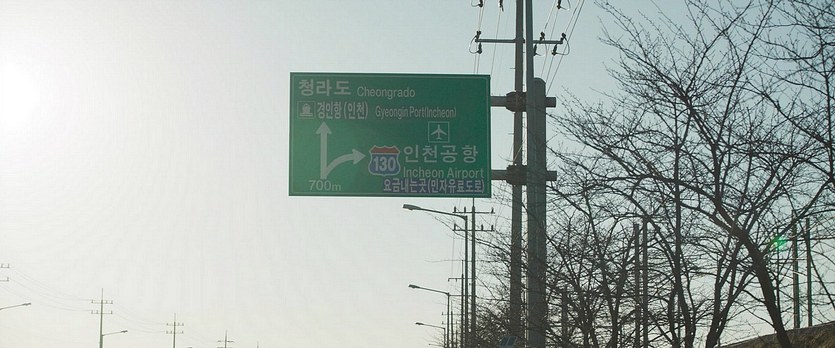 청라도 Cheongrado
경인항(인천) Gyeongin Port(Incheon)
130 인천공항
Incheon Airport
700m 요금내는곳(민자유료도로)